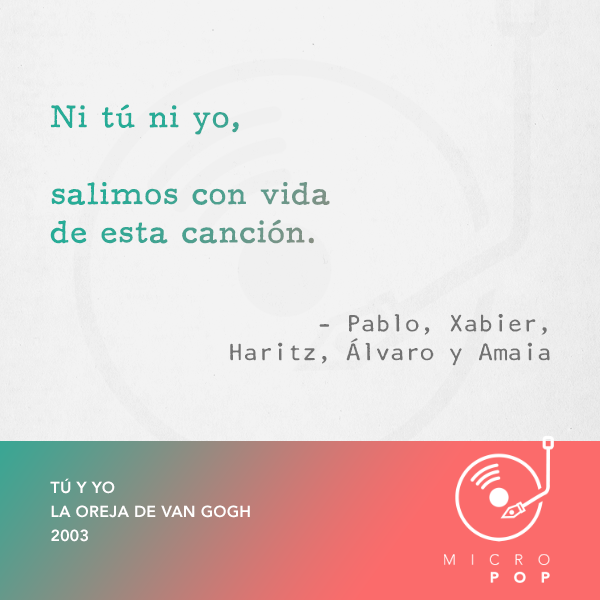 Ni tú ni yo,
salimos con vida
de esta canción.
– Pablo, Xabier,
Haritz, Álvaro y Amaia
TÚ Y YO
LA OREJA DE VAN GOGH
2003
MICRO
POP